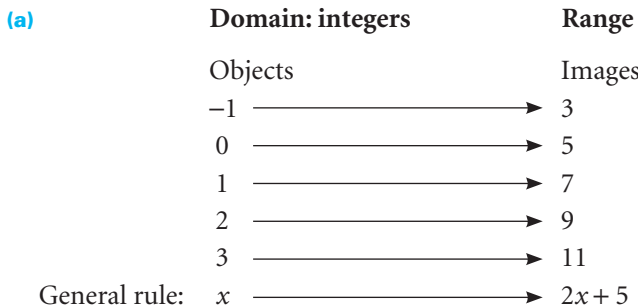 (a) Domain: integers Range
Objects Images
−1 3
0 5
1 7
2 9
3 11
General rule: x 2x + 5